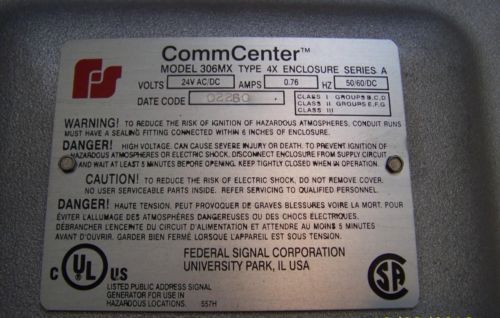 CommCenter™
MODEL 306MX TYPE 4X ENCLOSURE SERIES A
VOLTS 24V AC/DC AMPS 0.76 HZ 50/60/DC
DATE CODE 02260
CLASS I GROUPS B,C,D
CLASS II GROUPS E,F,G
CLASS III
WARNING! TO REDUCE THE RISK OF IGNITION OF HAZARDOUS ATMOSPHERES, CONDUIT RUNS
MUST HAVE A SEALING FITTING CONNECTED WITHIN 6 INCHES OF ENCLOSURE.
DANGER! HIGH VOLTAGE. CAN CAUSE SEVERE INJURY OR DEATH. TO PREVENT IGNITION OF
HAZARDOUS ATMOSPHERES OR ELECTRIC SHOCK, DISCONNECT ENCLOSURE FROM SUPPLY CIRCUIT
AND WAIT AT LEAST 5 MINUTES BEFORE OPENING. KEEP TIGHTLY CLOSED WHEN IN OPERATION.
CAUTION! TO REDUCE THE RISK OF ELECTRIC SHOCK, DO NOT REMOVE COVER.
NO USER SERVICEABLE PARTS INSIDE. REFER SERVICING TO QUALIFIED PERSONNEL.
DANGER! HAUTE TENSION. PEUT PROVOQUER DE GRAVES BLESSURES VOIRE LA MORT. POUR
ÉVITER L'ALLUMAGE DES ATMOSPHÈRES DANGEREUSES OU DES CHOCS ÉLECTRIQUES,
DÉBRANCHER L'ENCEINTE DU CIRCUIT D'ALIMENTATION ET ATTENDRE AU MOINS 5 MINUTES
AVANT D'OUVRIR. GARDER BIEN FERMÉ LORSQUE L'APPAREIL EST SOUS TENSION.
C UL US
LISTED PUBLIC ADDRESS SIGNAL
GENERATOR FOR USE IN
HAZARDOUS LOCATIONS. 557H
FEDERAL SIGNAL CORPORATION
UNIVERSITY PARK, IL USA
SA